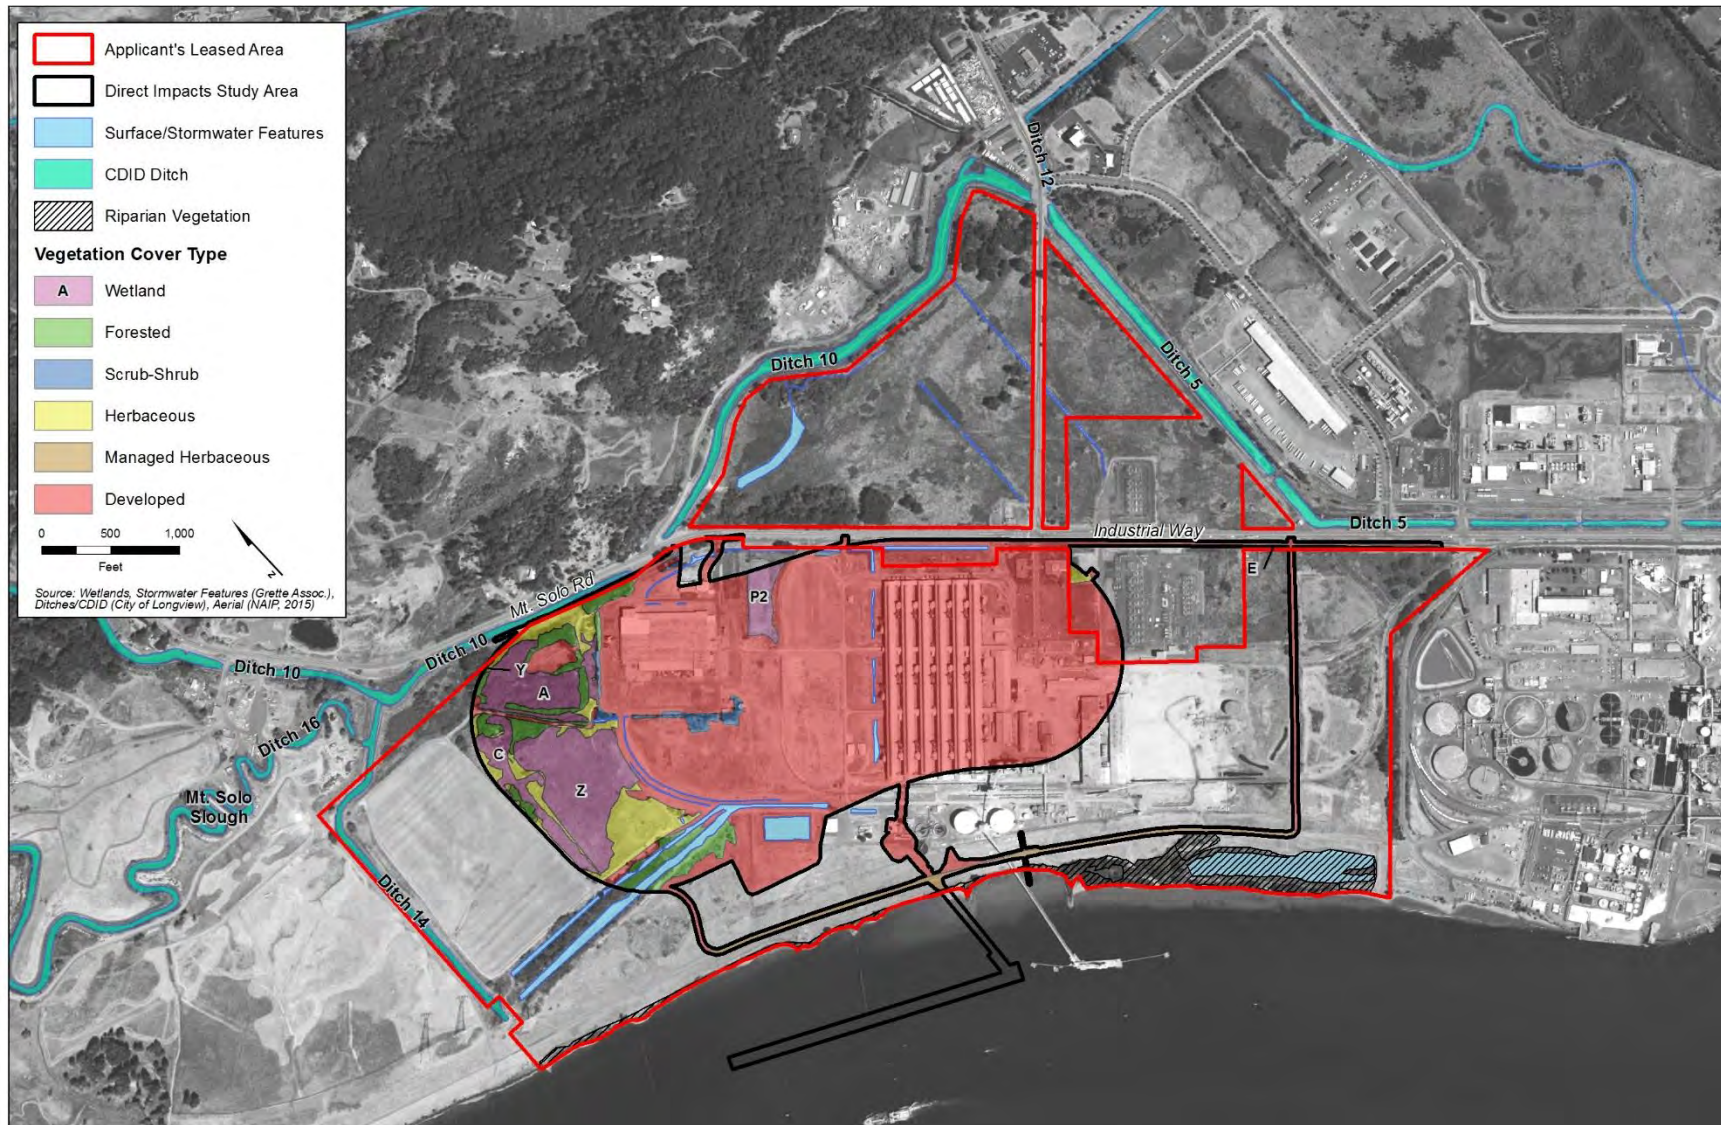 Applicant's Leased Area
Direct Impacts Study Area
Surface/Stormwater Features
CDID Ditch
Riparian Vegetation
Vegetation Cover Type
A Wetland
Forested
Scrub-Shrub
Herbaceous
Managed Herbaceous
Developed
0 500 1,000
Feet
N
Source: Wetlands, Stormwater Features (Grette Assoc.),
Ditches/CDID (City of Longview), Aerial (NAIP, 2015)
Ditch 12
Ditch 10
Ditch 5
Ditch 5
Industrial Way
E
Mt. Solo Rd
P2
Ditch 10
Ditch 10
Y
A
Ditch 16
C
Z
Mt. Solo
Slough
Ditch 14